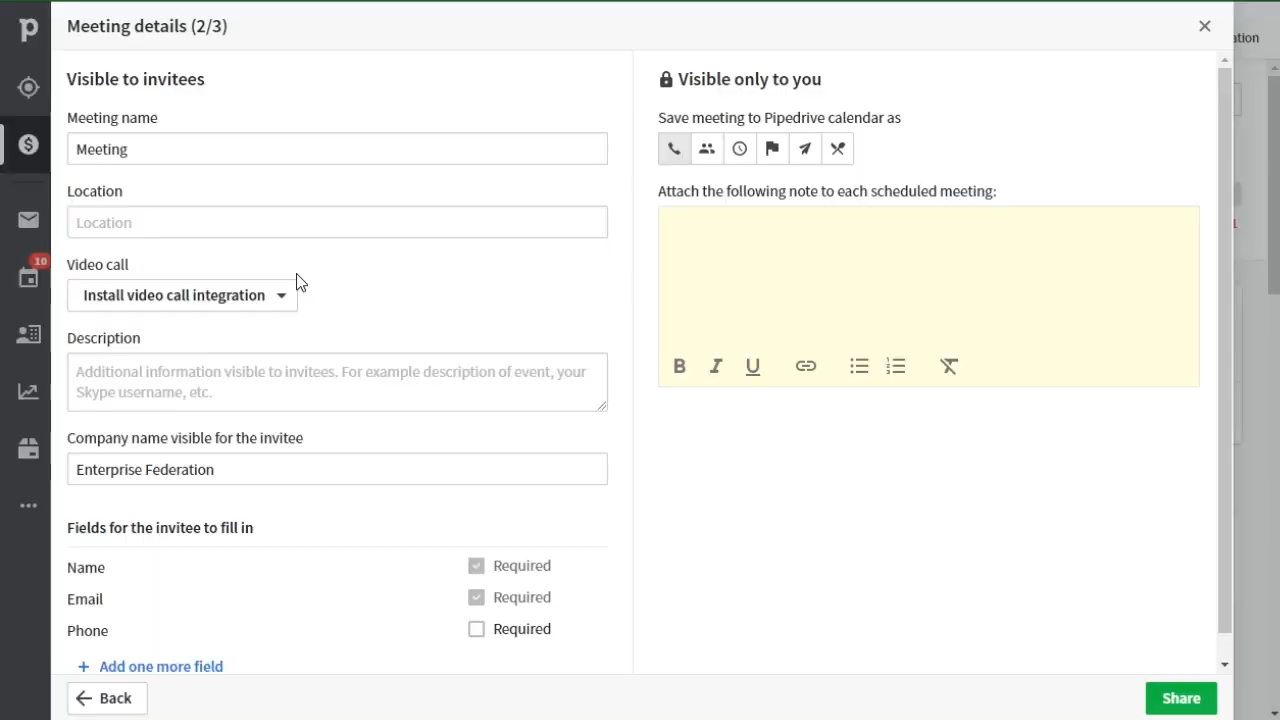 Meeting details (2/3)
ation
Visible to invitees
Meeting name
Meeting
Location
Location
Video call
Install video call integration
Description
Additional information visible to invitees. For example description of event, your
Skype username, etc.
Company name visible for the invitee
Enterprise Federation
Fields for the invitee to fill in
Name Required
Email Required
Phone Required
+ Add one more field
Back
Visible only to you
Save meeting to Pipedrive calendar as
Attach the following note to each scheduled meeting:
B I U
Share
p
$
10
1